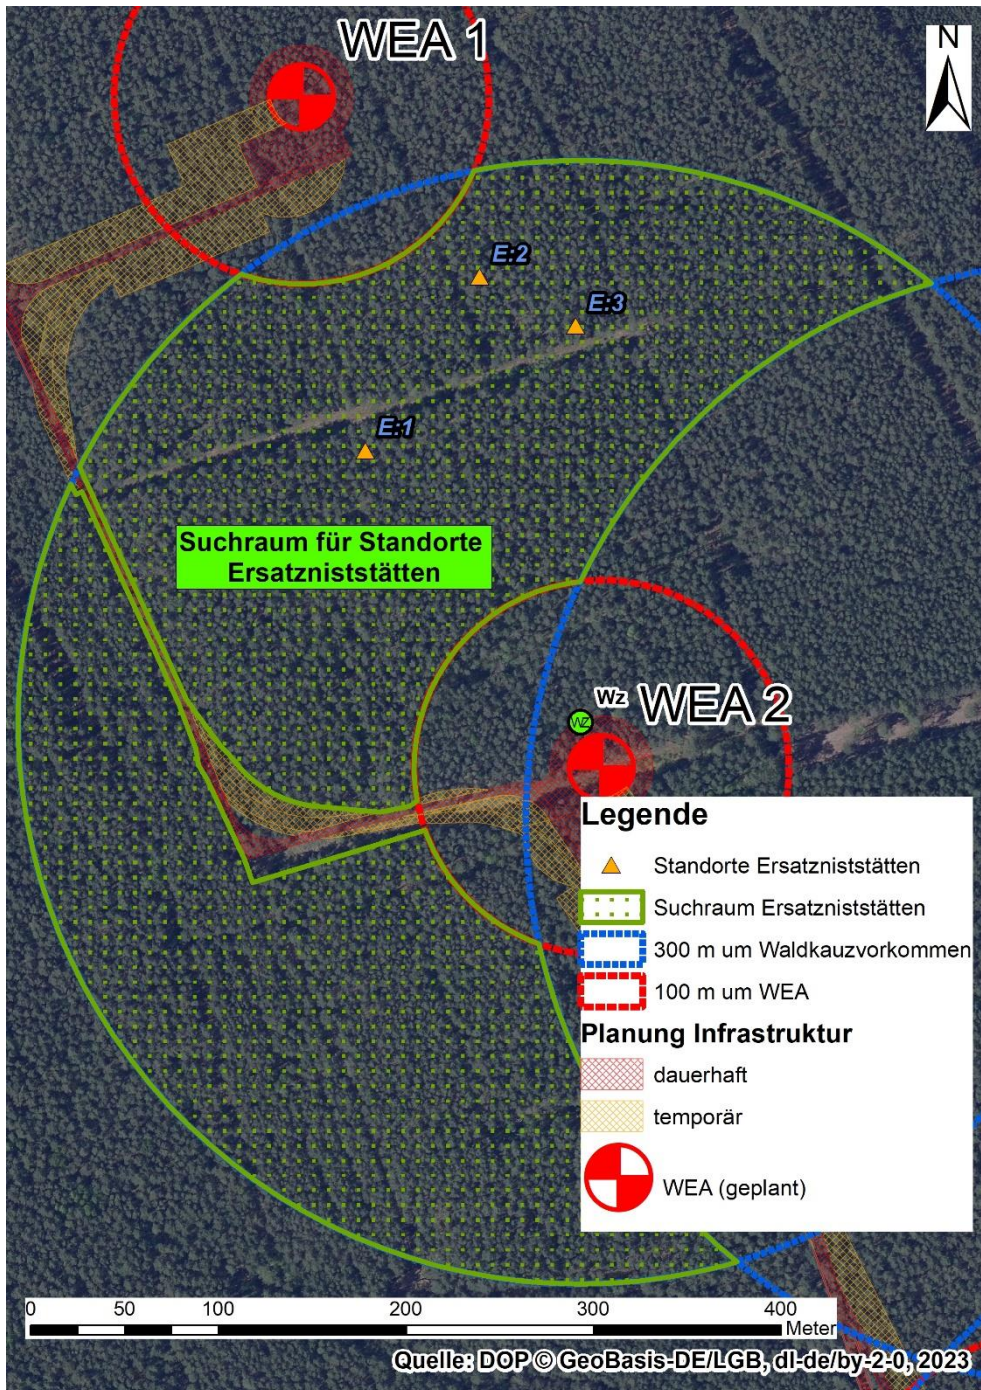 WEA 1
N
E:2
E:3
E:1
Suchraum für Standorte
Ersatzniststätten
Wz
WZ
WEA 2
Legende
Standorte Ersatzniststätten
Suchraum Ersatzniststätten
300 m um Waldkauzvorkommen
100 m um WEA
Planung Infrastruktur
dauerhaft
temporär
WEA (geplant)
0 50 100 200 300 400
Meter
Quelle: DOP © GeoBasis-DE/LGB, dl-de/by-2-0, 2023